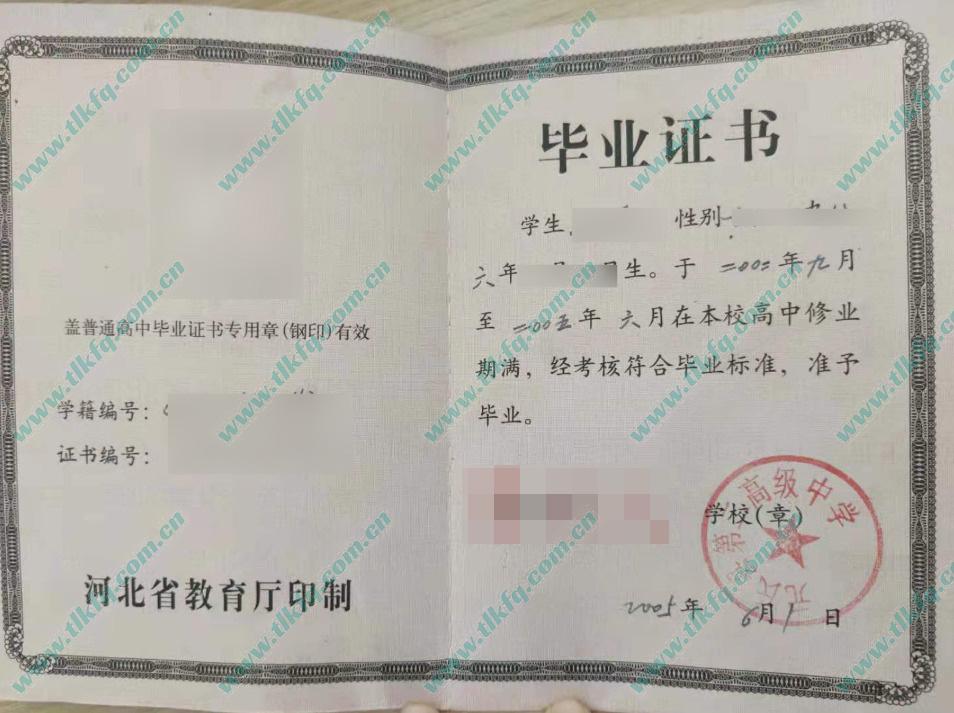 盖普通高中毕业证书专用章(钢印)有效
学籍编号：
证书编号：
河北省教育厅印制
毕业证书
学生 性别
六年 生。于 二00二年九月
至 二00五年 六月在本校高中修业
期满，经考核符合毕业标准，准予
毕业。
第一高级中学
学校(章)
2005年 6月1日
www.tlkfq.com.cn